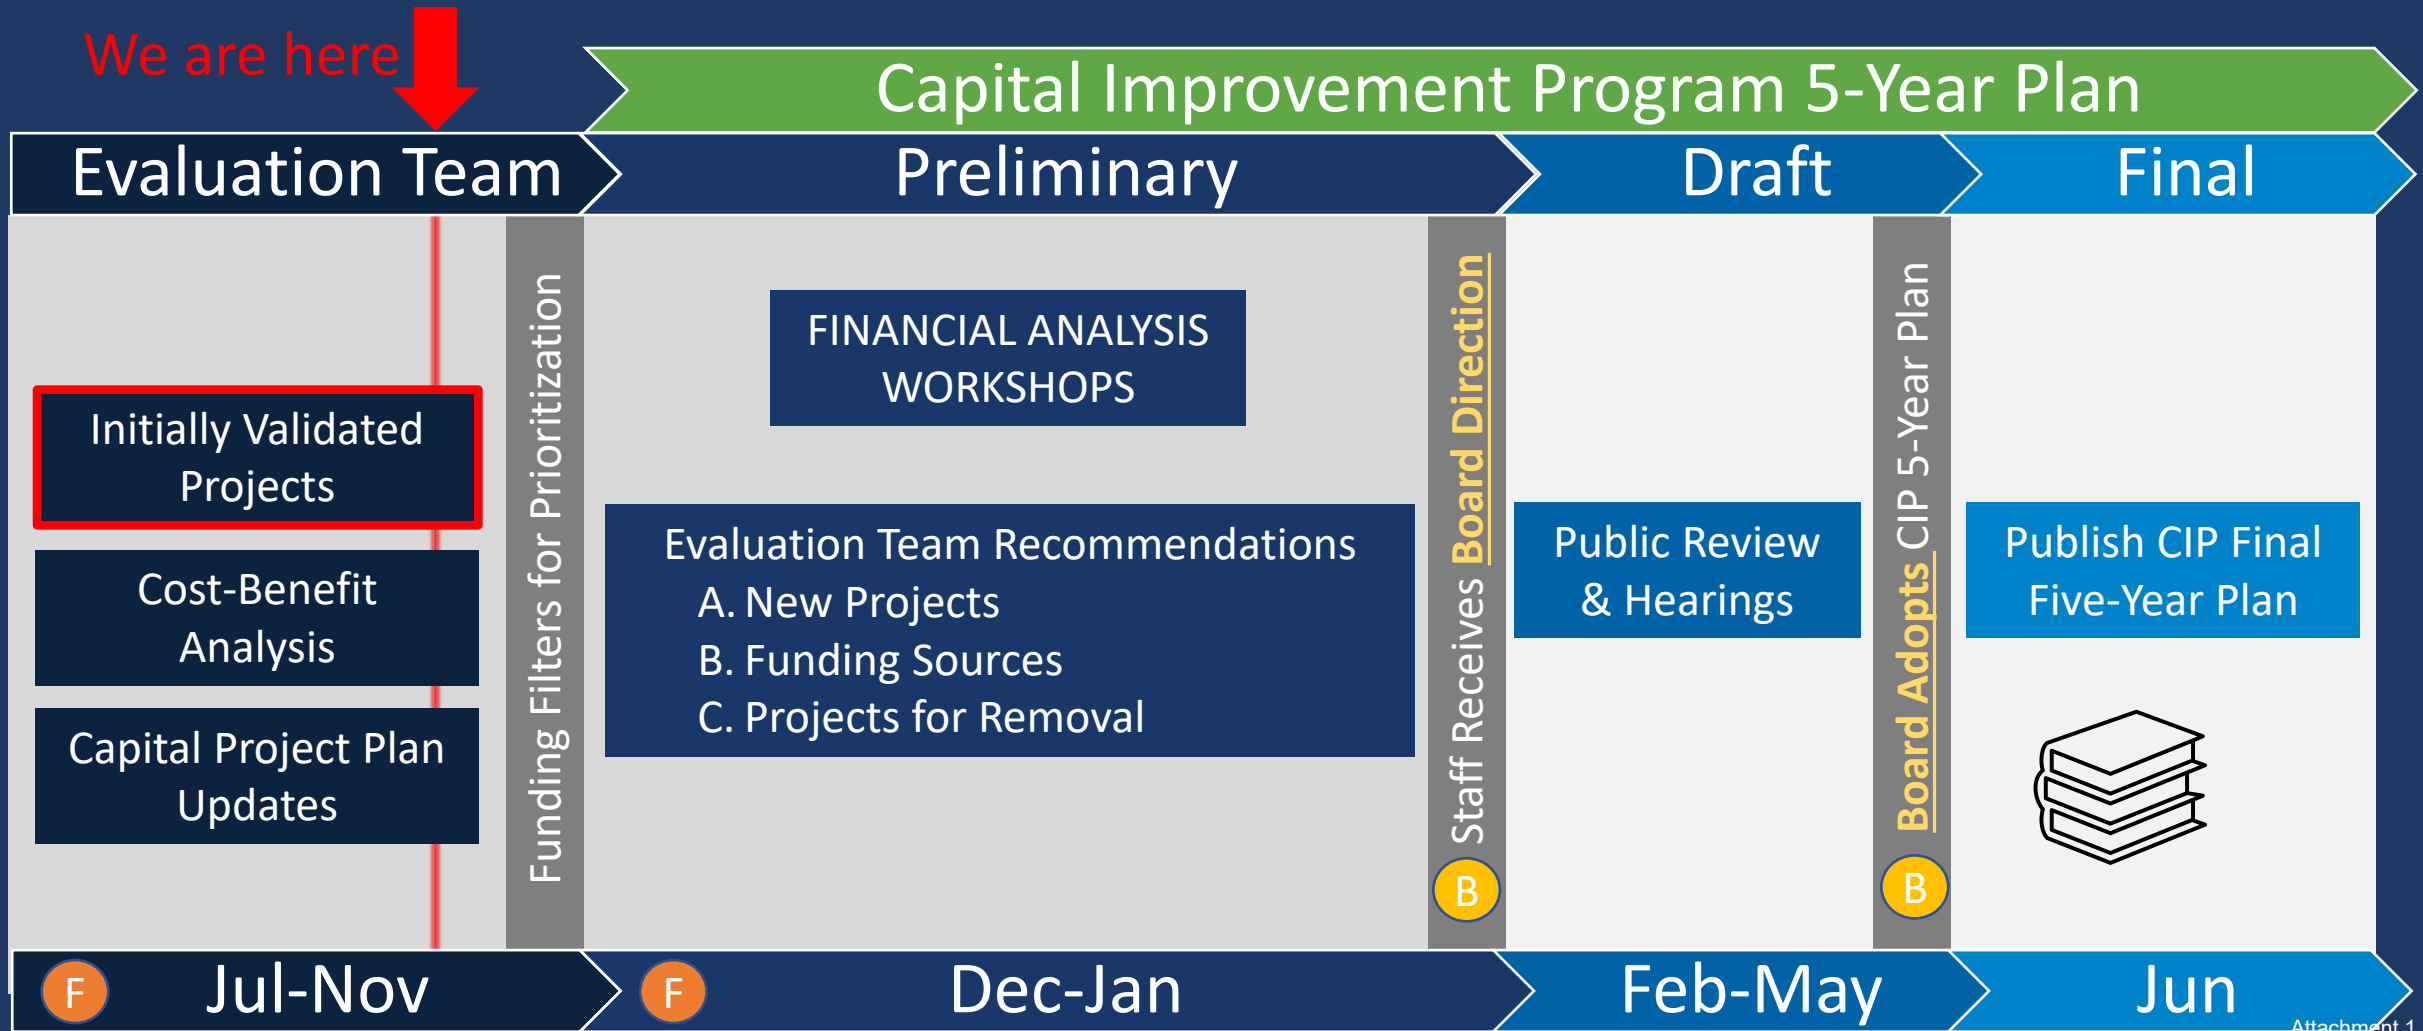 We are here
Capital Improvement Program 5-Year Plan
Evaluation Team
Preliminary
Draft
Final
Initially Validated
Projects
Cost-Benefit
Analysis
Capital Project Plan
Updates
Funding Filters for Prioritization
FINANCIAL ANALYSIS
WORKSHOPS
Evaluation Team Recommendations
A. New Projects
B. Funding Sources
C. Projects for Removal
Staff Receives Board Direction
B
Public Review
& Hearings
Board Adopts CIP 5-Year Plan
B
Publish CIP Final
Five-Year Plan
F
Jul-Nov
F
Dec-Jan
Feb-May
Jun
Attachment 1